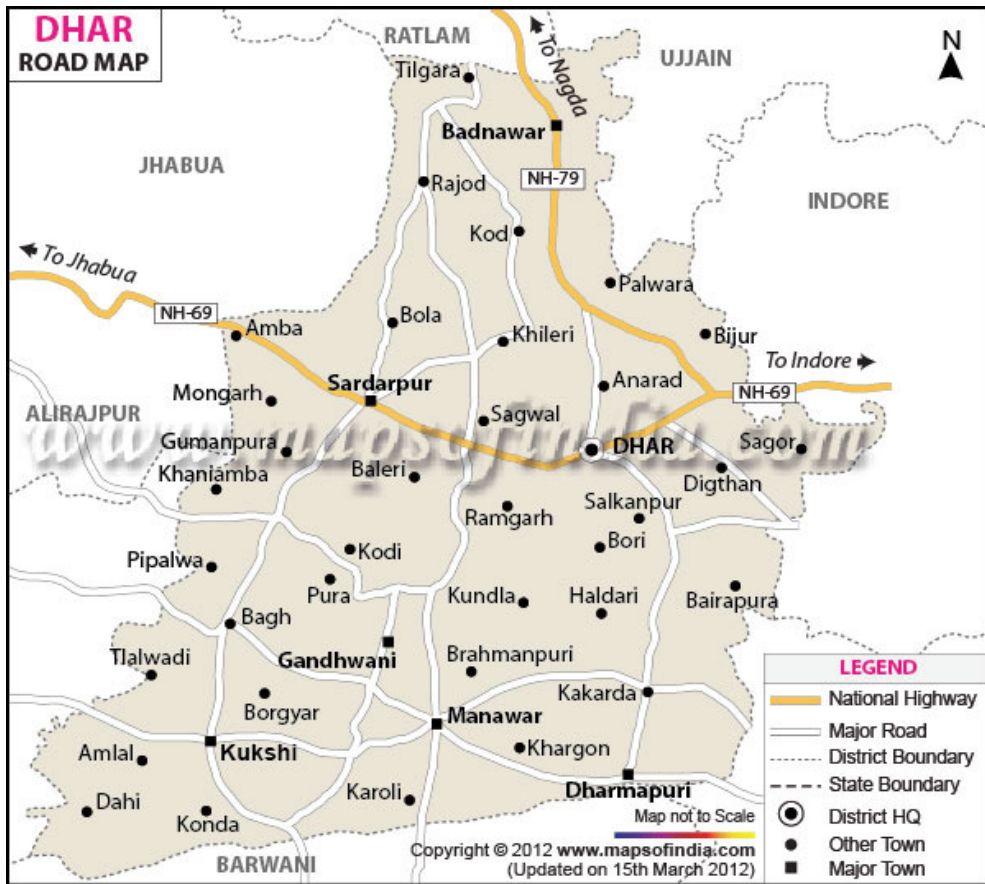 DHAR
ROAD MAP
RATLAM
To Nagda
UJJAIN
N
Tilgara
Badnawar
JHABUA
NH-79
Rajod
INDORE
Kod
To Jhabua
Palwara
NH-69
Bola
Amba
Khileri
Bijur
To Indore
Sardarpur
Anarad
NH-69
Mongarh
ALIRAJPUR
Sagwal
www.mapsofindia.com
Gumanpura
DHAR
Sagor
Khaniamba
Baleri
Digthan
Salkanpur
Ramgarh
Kodi
Bori
Pipalwa
Pura
Kundla
Haldari
Bairapura
Bagh
Gandhwani
Brahmanpuri
Tlalwadi
Kakarda
Borgyar
Manawar
Kukshi
Khargon
Amlal
Dharmapuri
Karoli
Dahi
Konda
BARWANI
LEGEND
National Highway
Major Road
District Boundary
State Boundary
District HQ
Other Town
Major Town
Map not to Scale
Copyright © 2012 www.mapsofindia.com
(Updated on 15th March 2012)